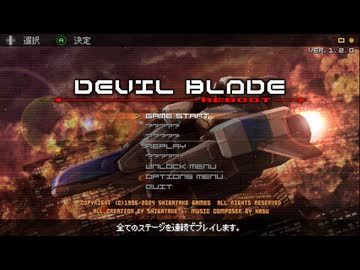 選択 A 決定
VER.1.2.0
DEVIL BLADE
REBOOT
GAME START
?????
?????
REPLAY
?????
UNLOCK MENU
OPTIONS MENU
QUIT
COPYRIGHT (C)1996-2024 SHIGATAKE GAMES ALL RIGHTS RESERVED
ALL CREATION BY SHIGATAKE MUSIC COMPOSER BY HASU
全てのステージを連続でプレイします。